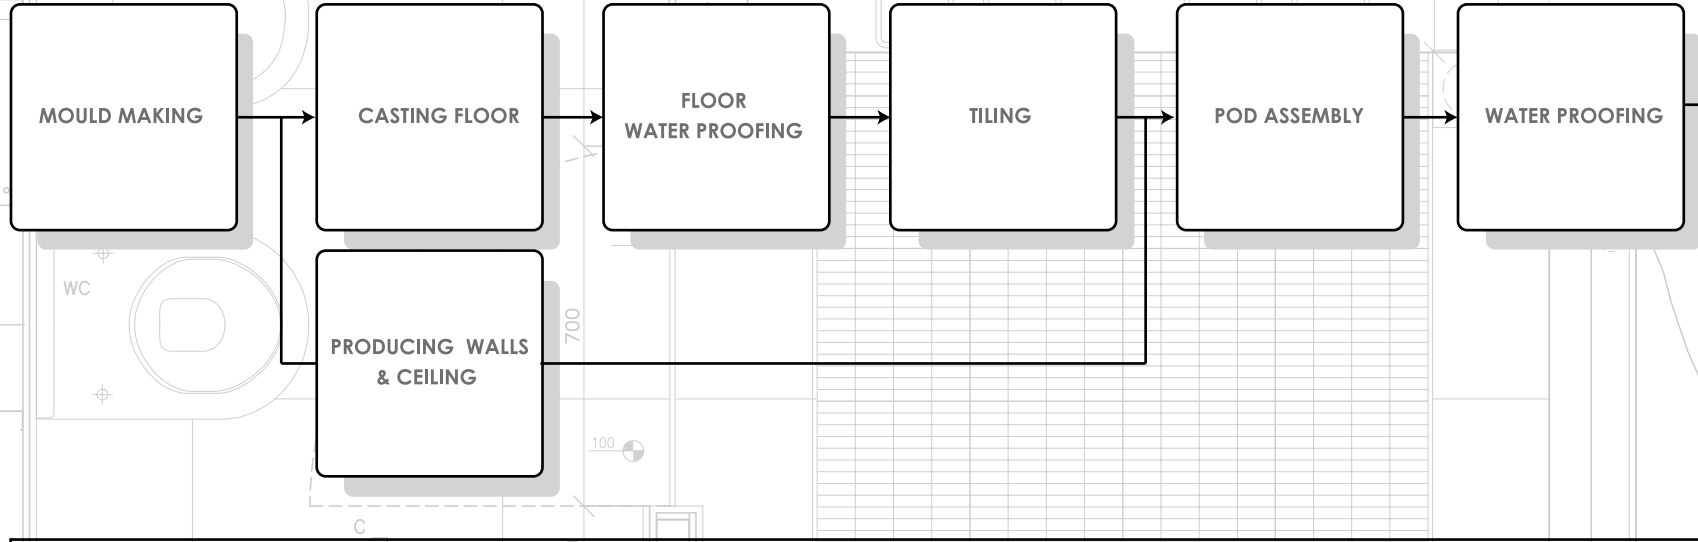 MOULD MAKING
CASTING FLOOR
FLOOR
WATER PROOFING
TILING
POD ASSEMBLY
WATER PROOFING
PRODUCING WALLS
& CEILING
WC
700
100
C